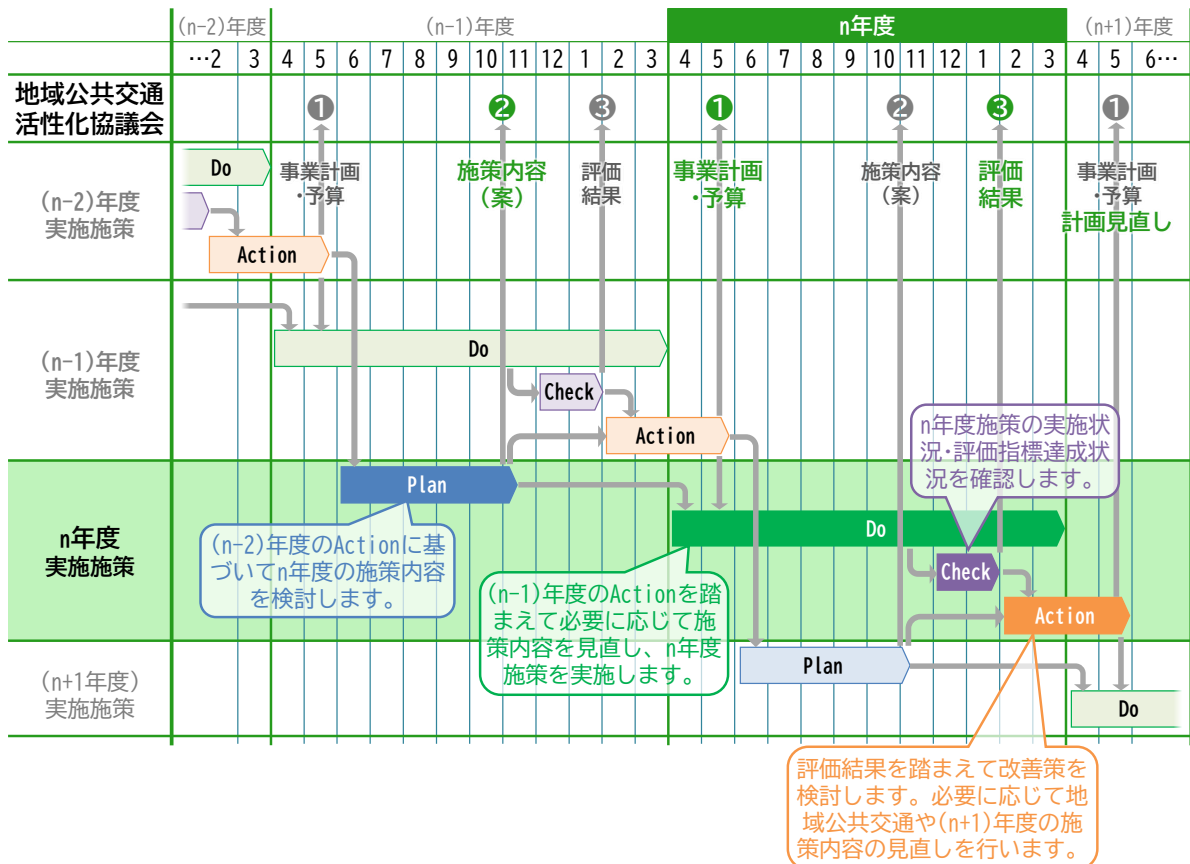 (n-2)年度 (n-1)年度 n年度 (n+1)年度
…2 3 4 5 6 7 8 9 10 11 12 1 2 3 4 5 6 7 8 9 10 11 12 1 2 3 4 5 6…
地域公共交通
活性化協議会
❶ ❷ ❸ ❶ ❷ ❸ ❶
(n-2)年度
実施施策
Do
事業計画
・予算
施策内容
(案)
評価
結果
事業計画
・予算
施策内容
(案)
評価
結果
事業計画
・予算
計画見直し
Action
(n-1)年度
実施施策
Do
Check
Action
n年度施策の実施状
況・評価指標達成状
況を確認します。
n年度
実施施策
Plan
Do
Check
Action
(n-2)年度のActionに基
づいてn年度の施策内容
を検討します。
(n-1)年度のActionを踏
まえて必要に応じて施
策内容を見直し、n年度
施策を実施します。
(n+1年度)
実施施策
Plan
Do
評価結果を踏まえて改善策を
検討します。必要に応じて地
域公共交通や(n+1)年度の施
策内容の見直しを行います。